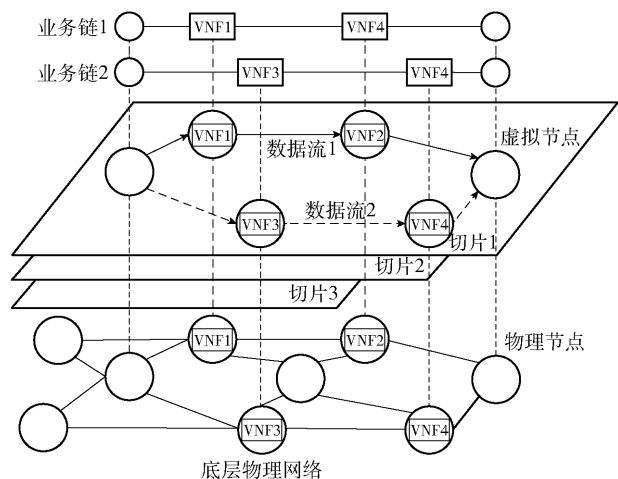 业务链1 VNF1 VNF4
业务链2 VNF3 VNF4
VNF1 VNF2 虚拟节点
数据流1
VNF3 数据流2 VNF4
切片1
切片2
切片3
VNF1 VNF2 物理节点
VNF3 VNF4
底层物理网络